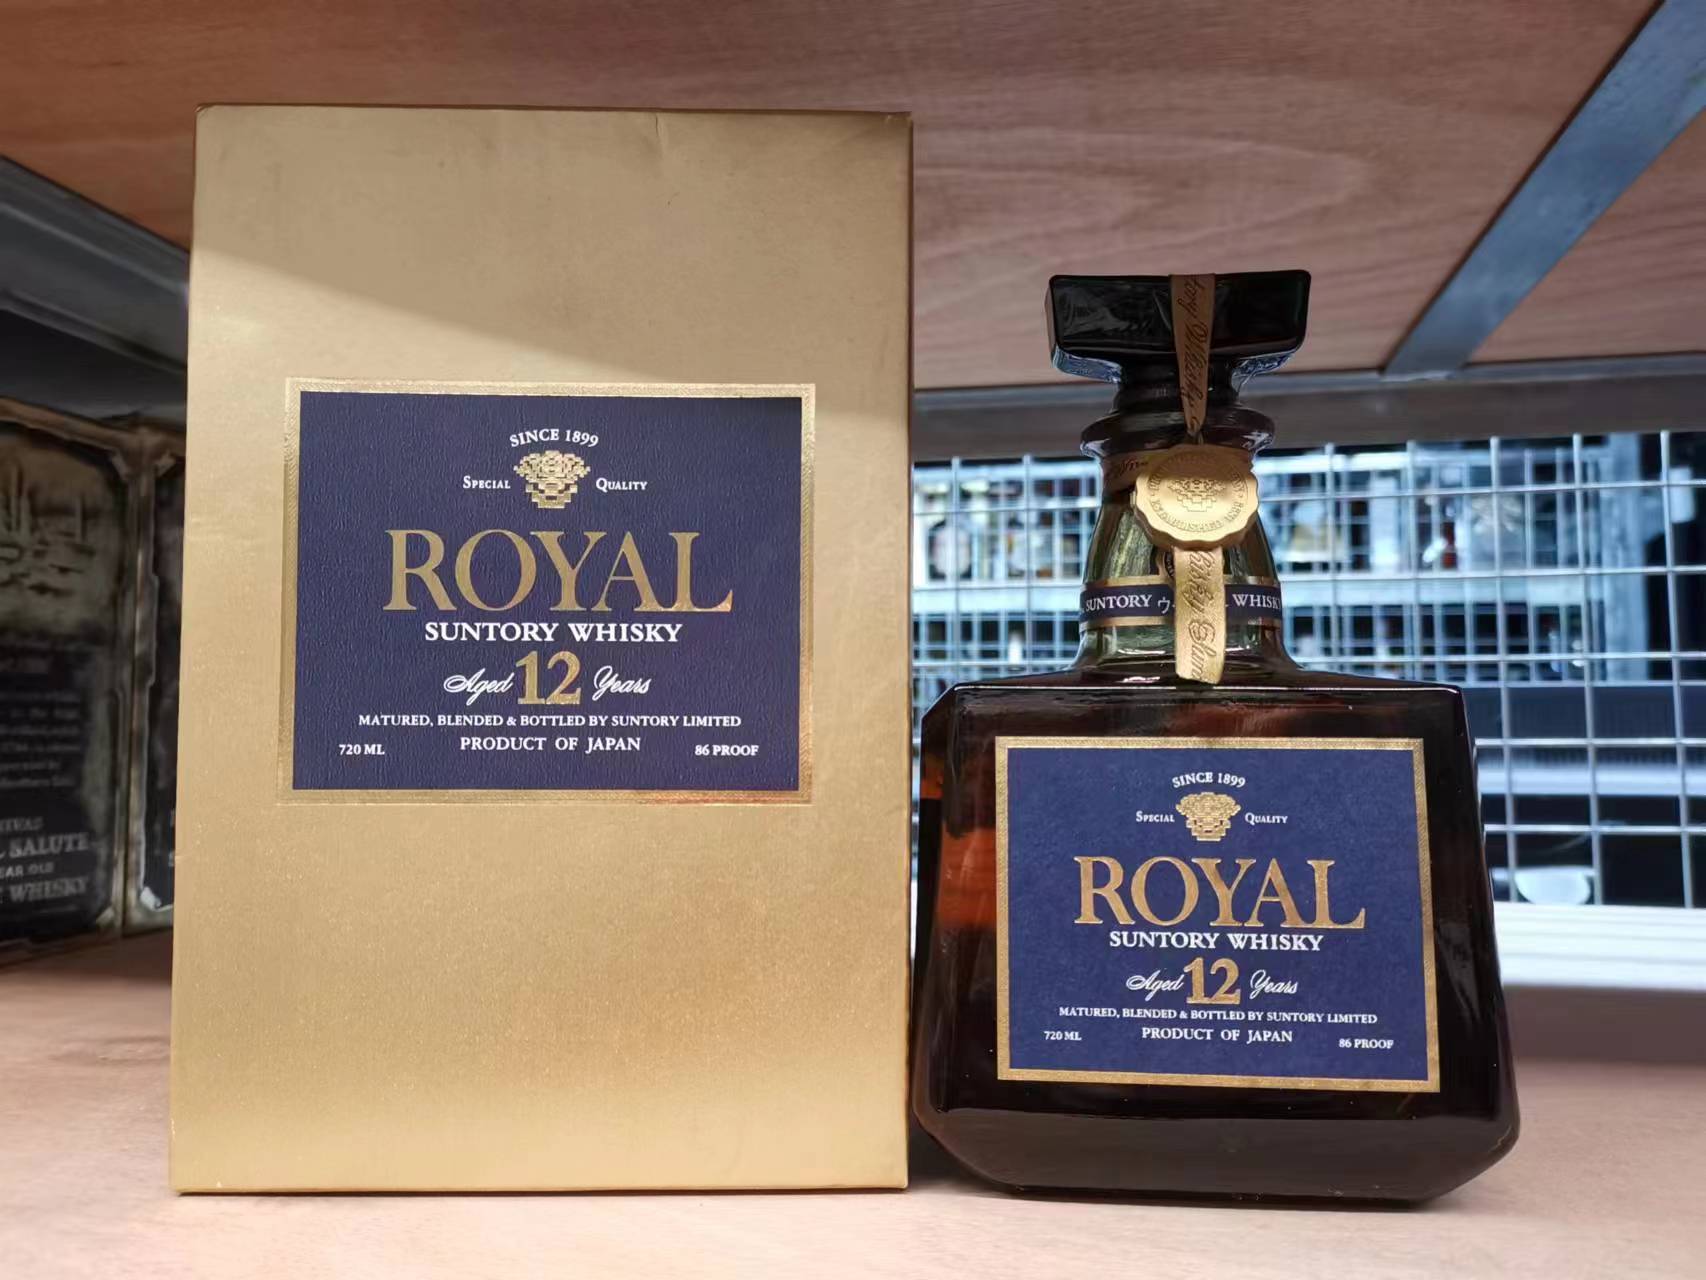 SINCE 1899
SPECIAL QUALITY
ROYAL
SUNTORY WHISKY
Aged 12 Years
MATURED, BLENDED & BOTTLED BY SUNTORY LIMITED
720 ML PRODUCT OF JAPAN 86 PROOF
SUNTORY ウ WHISKY
SINCE 1899
SPECIAL QUALITY
ROYAL
SUNTORY WHISKY
Aged 12 Years
MATURED, BLENDED & BOTTLED BY SUNTORY LIMITED
720 ML PRODUCT OF JAPAN 86 PROOF
SALUTE
WHISKY